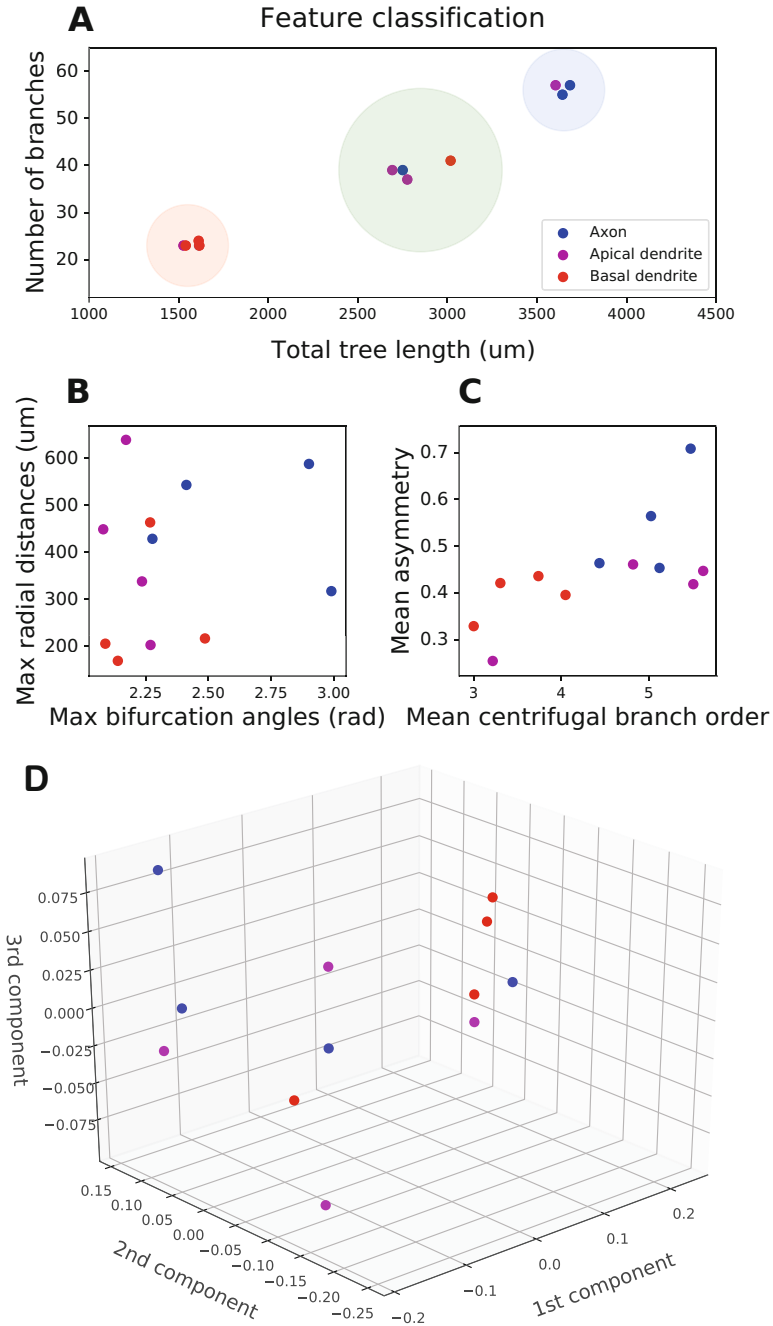 A Feature classification
Number of branches
60
50
40
30
20
Axon
Apical dendrite
Basal dendrite
1000 1500 2000 2500 3000 3500 4000 4500
Total tree length (um)
B
Max radial distances (um)
600
500
400
300
200
2.25 2.50 2.75 3.00
Max bifurcation angles (rad)
C
Mean asymmetry
0.7
0.6
0.5
0.4
0.3
3 4 5
Mean centrifugal branch order
D
3rd component
0.075
0.050
0.025
0.000
−0.025
−0.050
−0.075
0.15
0.10
0.05
0.00
−0.05
−0.10
−0.15
−0.20
−0.25
2nd component
−0.2
−0.1
0.0
0.1
0.2
1st component